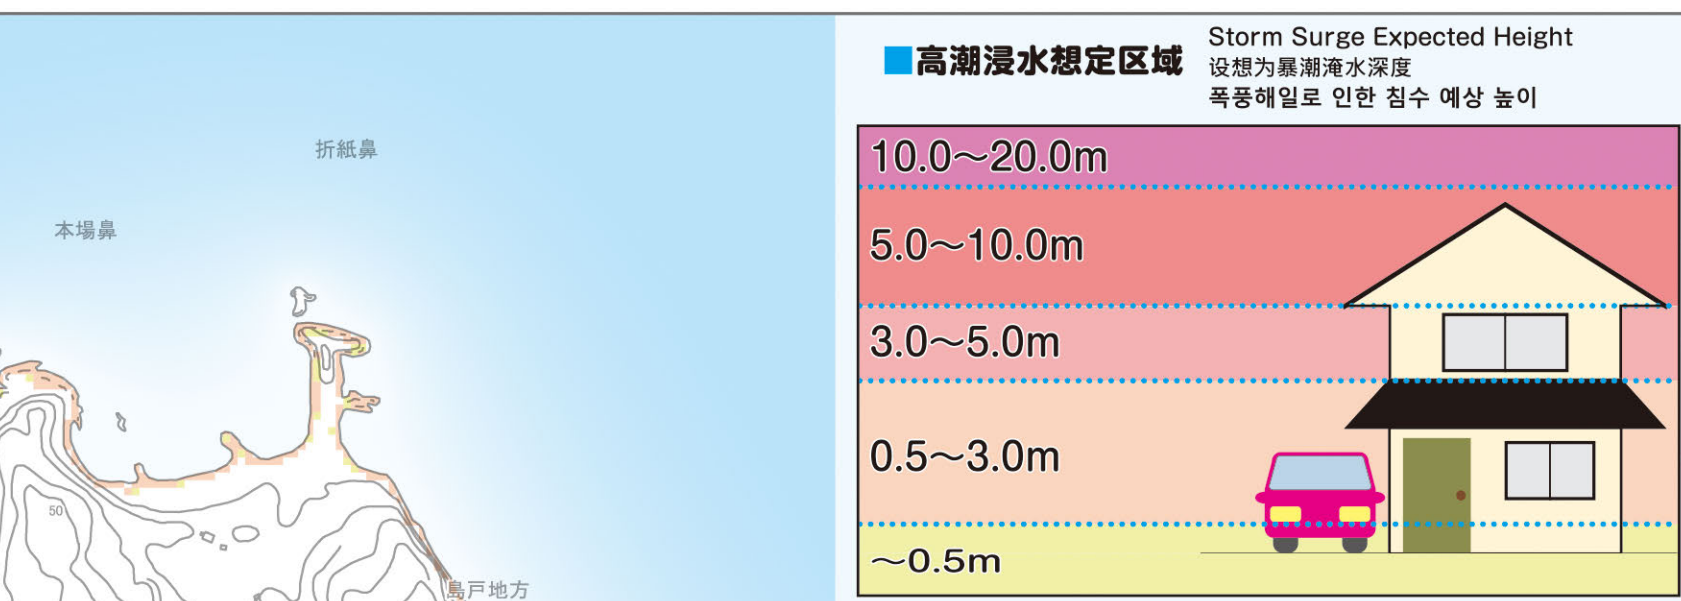 折紙鼻
本場鼻
50
島戸地方
■高潮浸水想定区域
Storm Surge Expected Height
设想为暴潮淹水深度
폭풍해일로 인한 침수 예상 높이
10.0～20.0m
5.0～10.0m
3.0～5.0m
0.5～3.0m
～0.5m